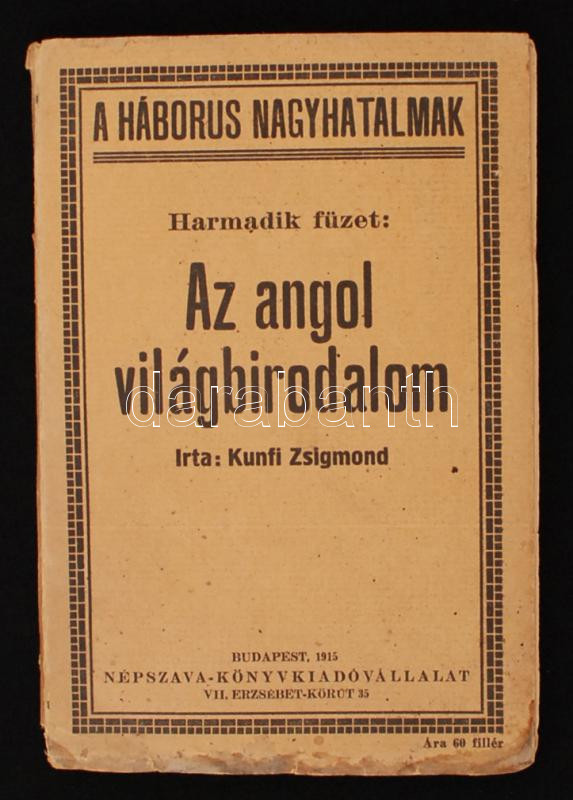 A HÁBORUS NAGYHATALMAK
Harmadik füzet:
Az angol
világbirodalom
darabanth
Irta: Kunfi Zsigmond
BUDAPEST, 1915
NÉPSZAVA-KÖNYVKIADÓVÁLLALAT
VII. ERZSÉBET-KÖRÚT 35
Ára 60 fillér